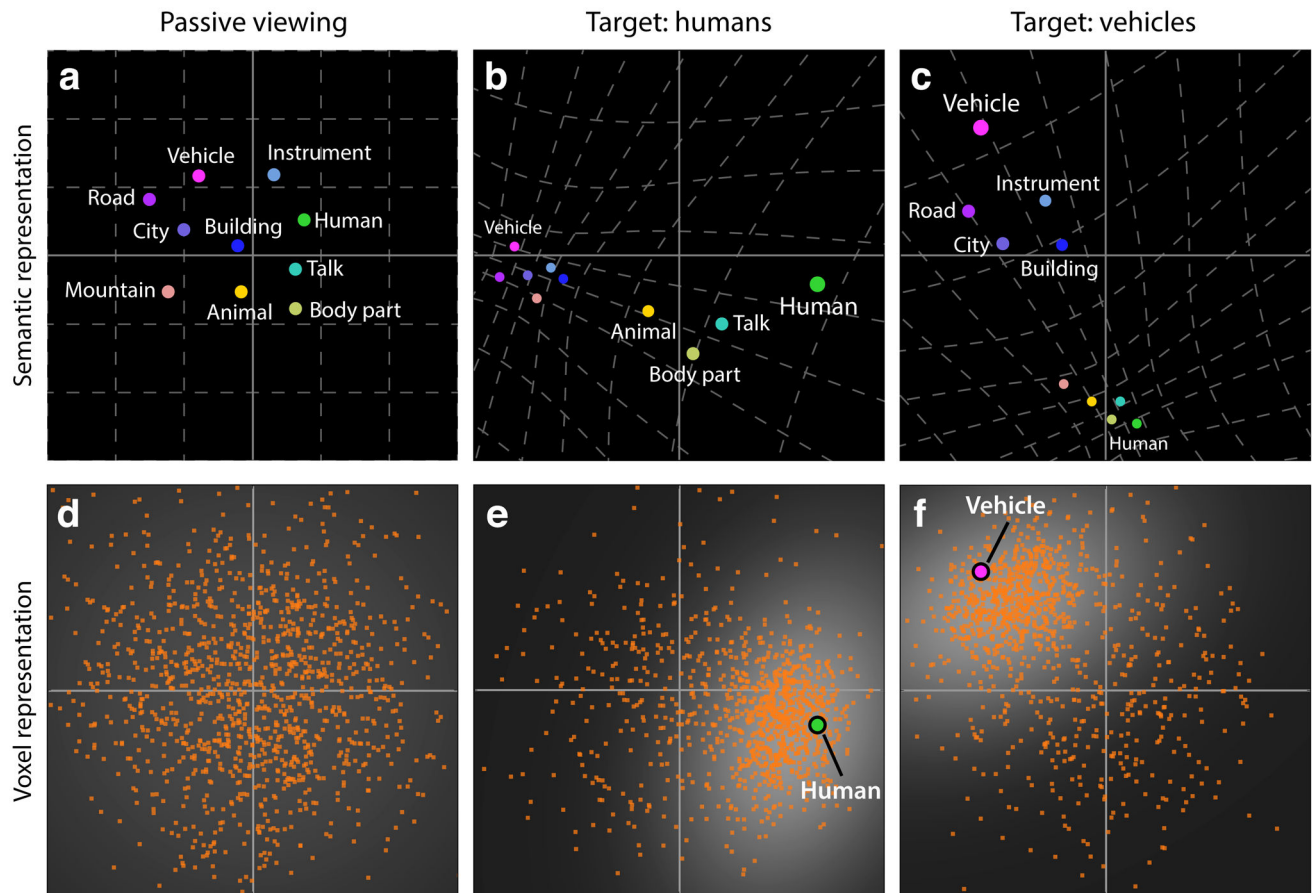 Passive viewing
Target: humans
Target: vehicles
Semantic representation
a
Vehicle
Instrument
Road
City
Building
Human
Talk
Mountain
Animal
Body part
b
Vehicle
Animal
Talk
Human
Body part
c
Vehicle
Instrument
Road
City
Building
Human
Voxel representation
d
e
Human
f
Vehicle